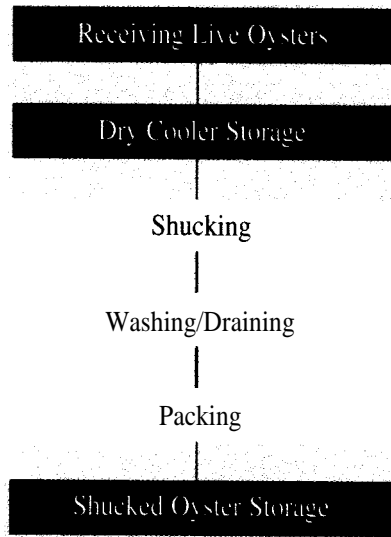 Receiving Live Oysters
Dry Cooler Storage
Shucking
Washing/Draining
Packing
Shucked Oyster Storage